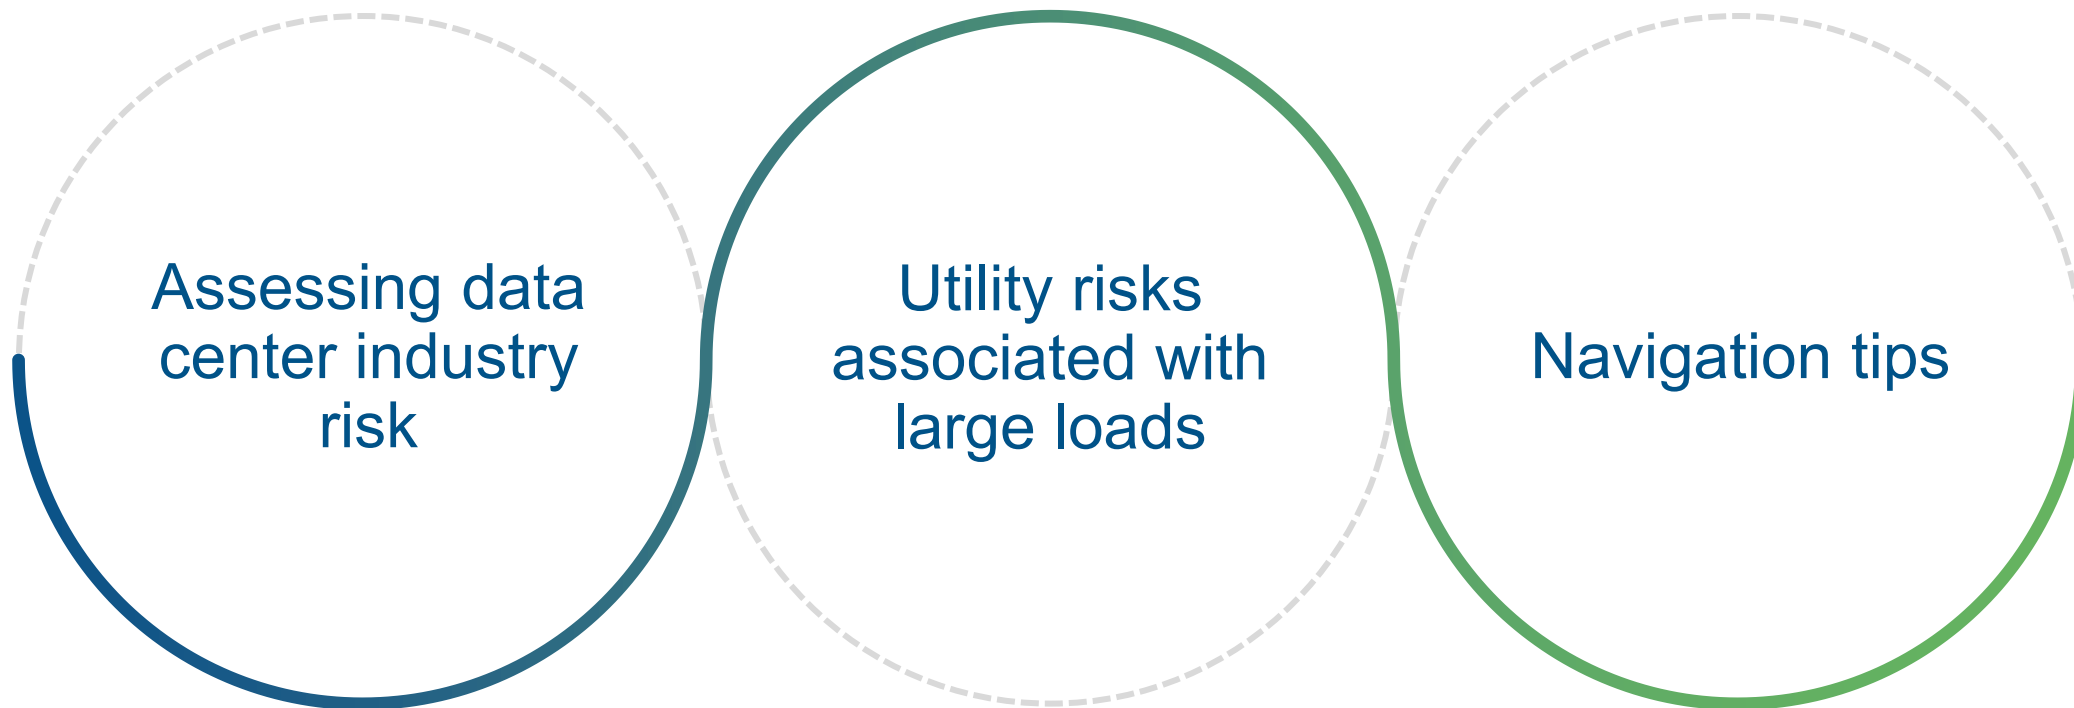 Assessing data
center industry
risk
Utility risks
associated with
large loads
Navigation tips